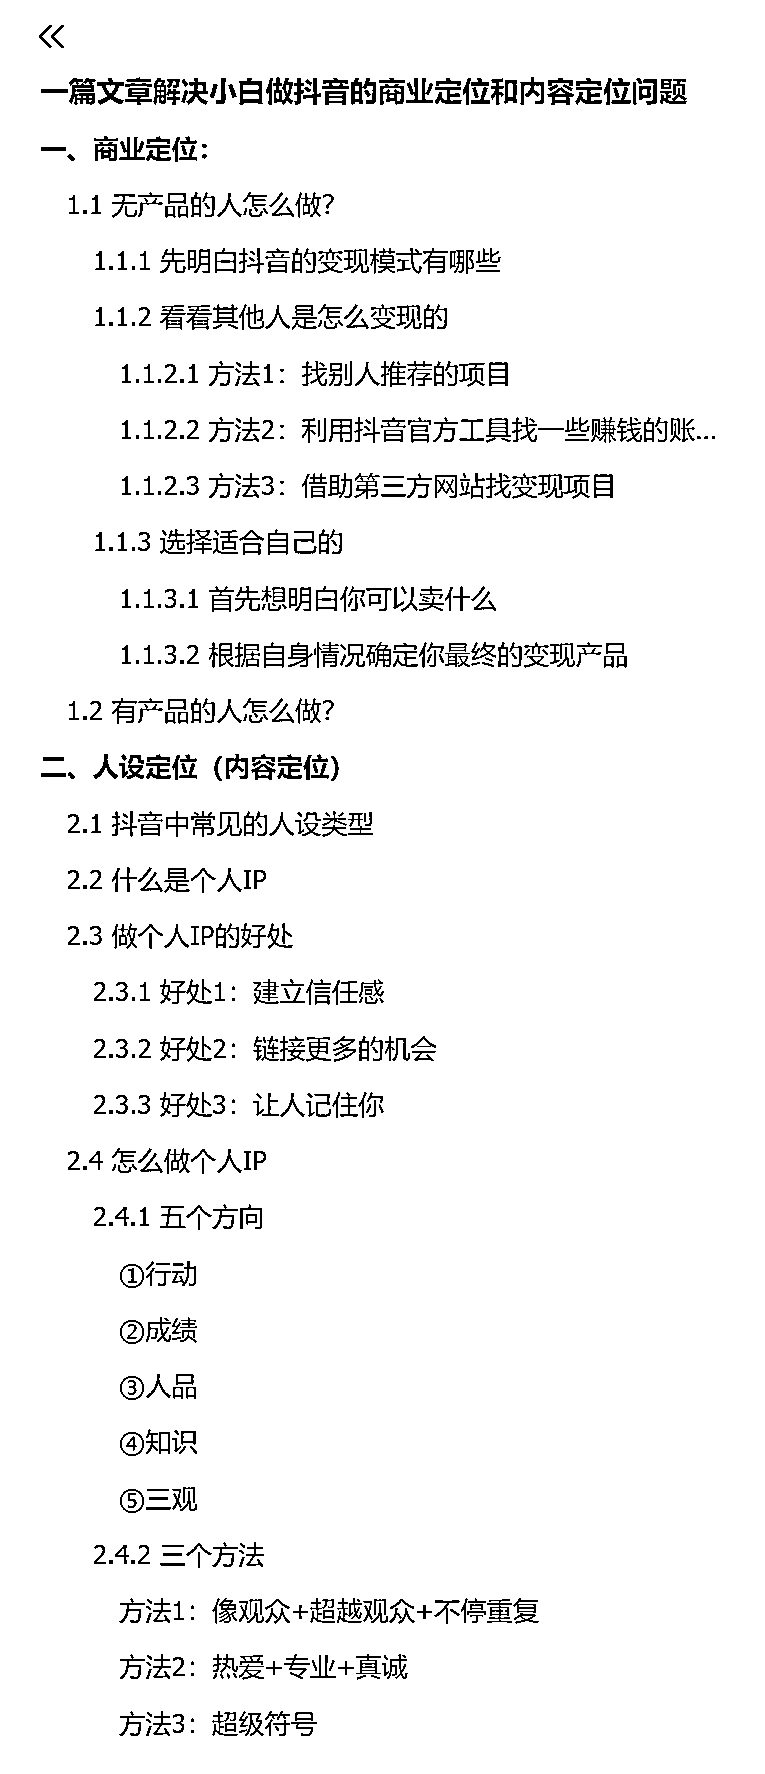 一篇文章解决小白做抖音的商业定位和内容定位问题
一、商业定位：
1.1 无产品的人怎么做？
1.1.1 先明白抖音的变现模式有哪些
1.1.2 看看其他人是怎么变现的
1.1.2.1 方法1：找别人推荐的项目
1.1.2.2 方法2：利用抖音官方工具找一些赚钱的账...
1.1.2.3 方法3：借助第三方网站找变现项目
1.1.3 选择适合自己的
1.1.3.1 首先想明白你可以卖什么
1.1.3.2 根据自身情况确定你最终的变现产品
1.2 有产品的人怎么做？
二、人设定位（内容定位）
2.1 抖音中常见的人设类型
2.2 什么是个人IP
2.3 做个人IP的好处
2.3.1 好处1：建立信任感
2.3.2 好处2：链接更多的机会
2.3.3 好处3：让人记住你
2.4 怎么做个人IP
2.4.1 五个方向
①行动
②成绩
③人品
④知识
⑤三观
2.4.2 三个方法
方法1：像观众+超越观众+不停重复
方法2：热爱+专业+真诚
方法3：超级符号